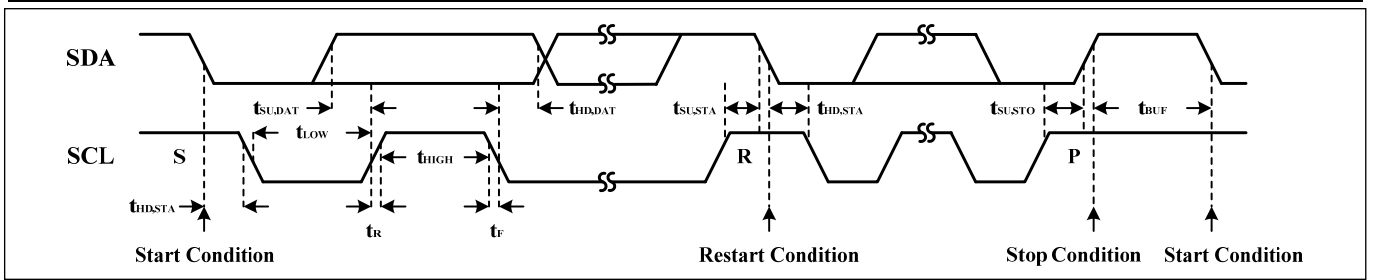 SDA
tSU,DAT tHD,DAT tSU,STA tHD,STA tSU,STO tBUF
tLOW
SCL S tHIGH R P
tHD,STA
tR tF
Start Condition Restart Condition Stop Condition Start Condition